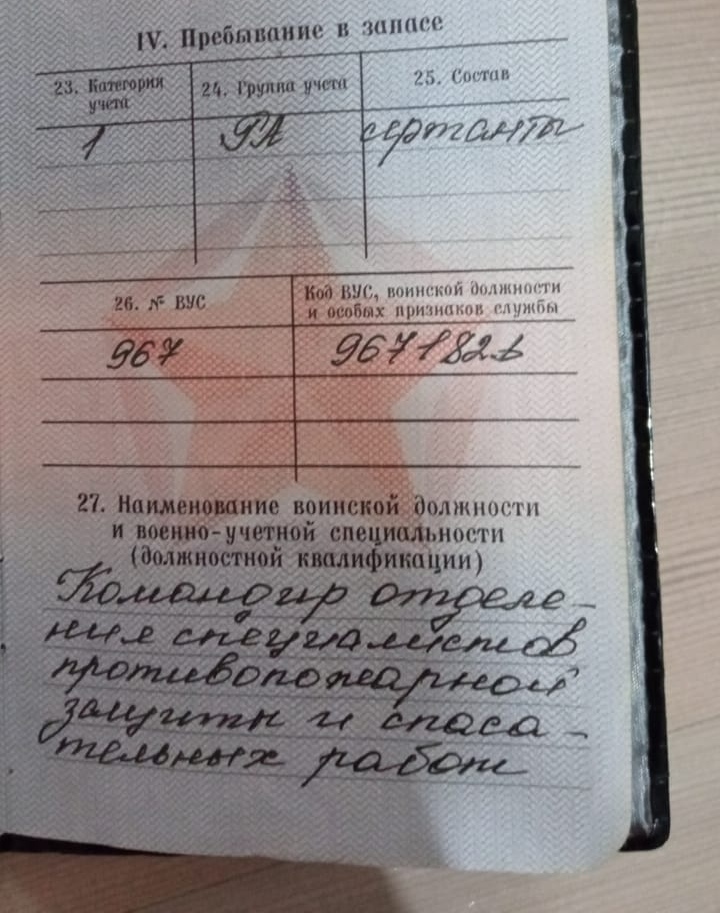 IV. Пребывание в запасе
23. Категория учета
24. Группа учета
25. Состав
1 РА сержанты
26. № ВУС
Код ВУС, воинской должности
и особых признаков службы
967 967182Б
27. Наименование воинской должности
и военно-учетной специальности
(должностной квалификации)
Командир отделе-
ния специалистов
противопожарной
защиты и спаса-
тельных работ